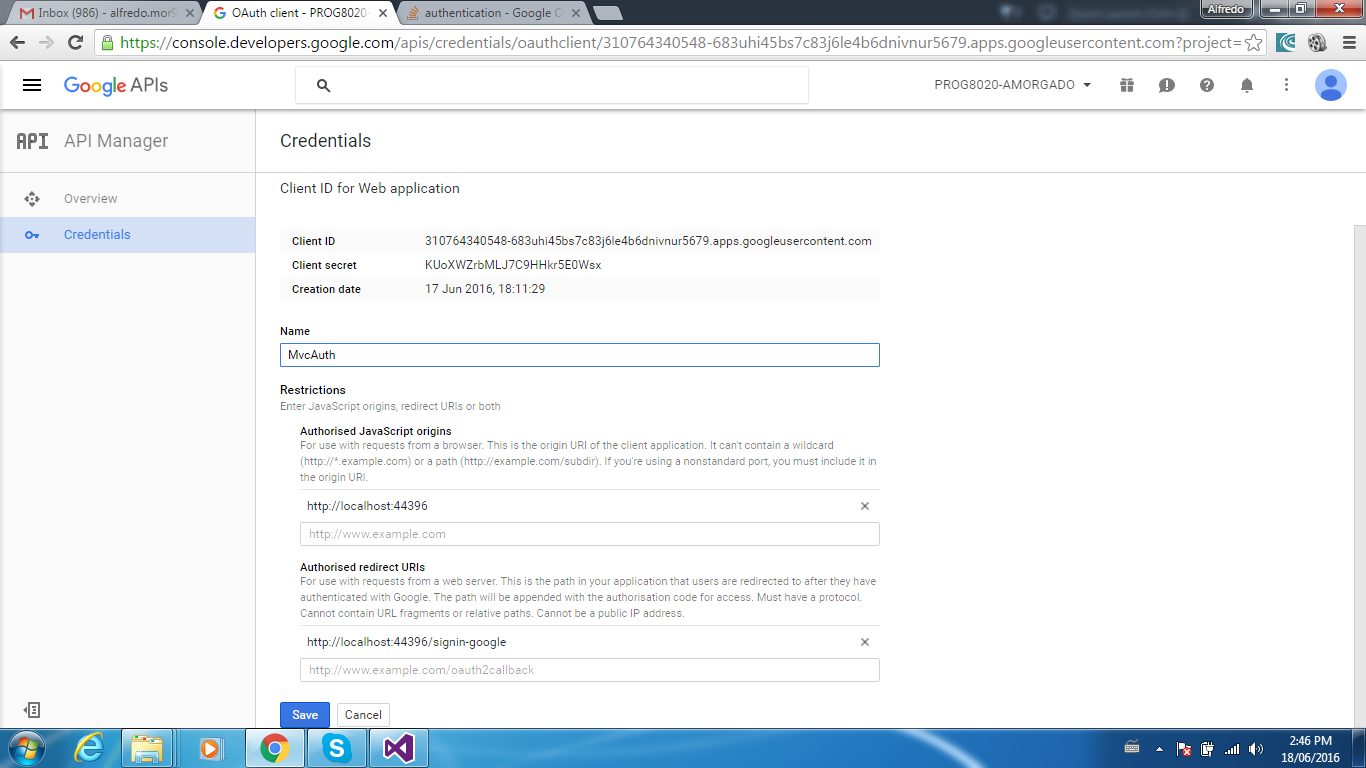 Inbox (986) - alfredo.mor9
OAuth client - PROG8020-
authentication - Google O
Alfredo
https://console.developers.google.com/apis/credentials/oauthclient/310764340548-683uhi45bs7c83j6le4b6dnivnur5679.apps.googleusercontent.com?project=
Google APIs
PROG8020-AMORGADO
API API Manager
Credentials
Overview
Credentials
Client ID for Web application
Client ID 310764340548-683uhi45bs7c83j6le4b6dnivnur5679.apps.googleusercontent.com
Client secret KUoXWZrbMLJ7C9HHkr5E0Wsx
Creation date 17 Jun 2016, 18:11:29
Name
MvcAuth
Restrictions
Enter JavaScript origins, redirect URIs or both
Authorised JavaScript origins
For use with requests from a browser. This is the origin URI of the client application. It can't contain a wildcard
(http://*.example.com) or a path (http://example.com/subdir). If you're using a nonstandard port, you must include it in
the origin URI.
http://localhost:44396
http://www.example.com
Authorised redirect URIs
For use with requests from a web server. This is the path in your application that users are redirected to after they have
authenticated with Google. The path will be appended with the authorisation code for access. Must have a protocol.
Cannot contain URL fragments or relative paths. Cannot be a public IP address.
http://localhost:44396/signin-google
http://www.example.com/oauth2callback
Save Cancel
2:46 PM
18/06/2016